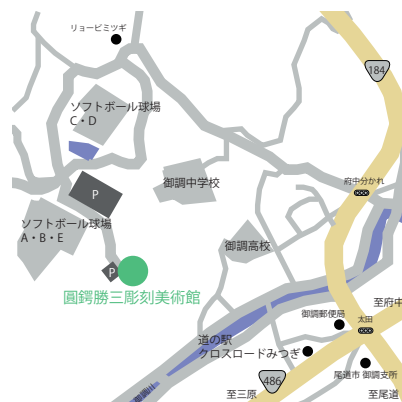 リョービミツギ
184
ソフトボール球場
C・D
府中分かれ
御調中学校
P
ソフトボール球場
A・B・E
御調高校
P
圓鍔勝三彫刻美術館
至府中
御調郵便局
太田
道の駅
クロスロードみつぎ
486
尾道市 御調支所
御調川
至三原
至尾道